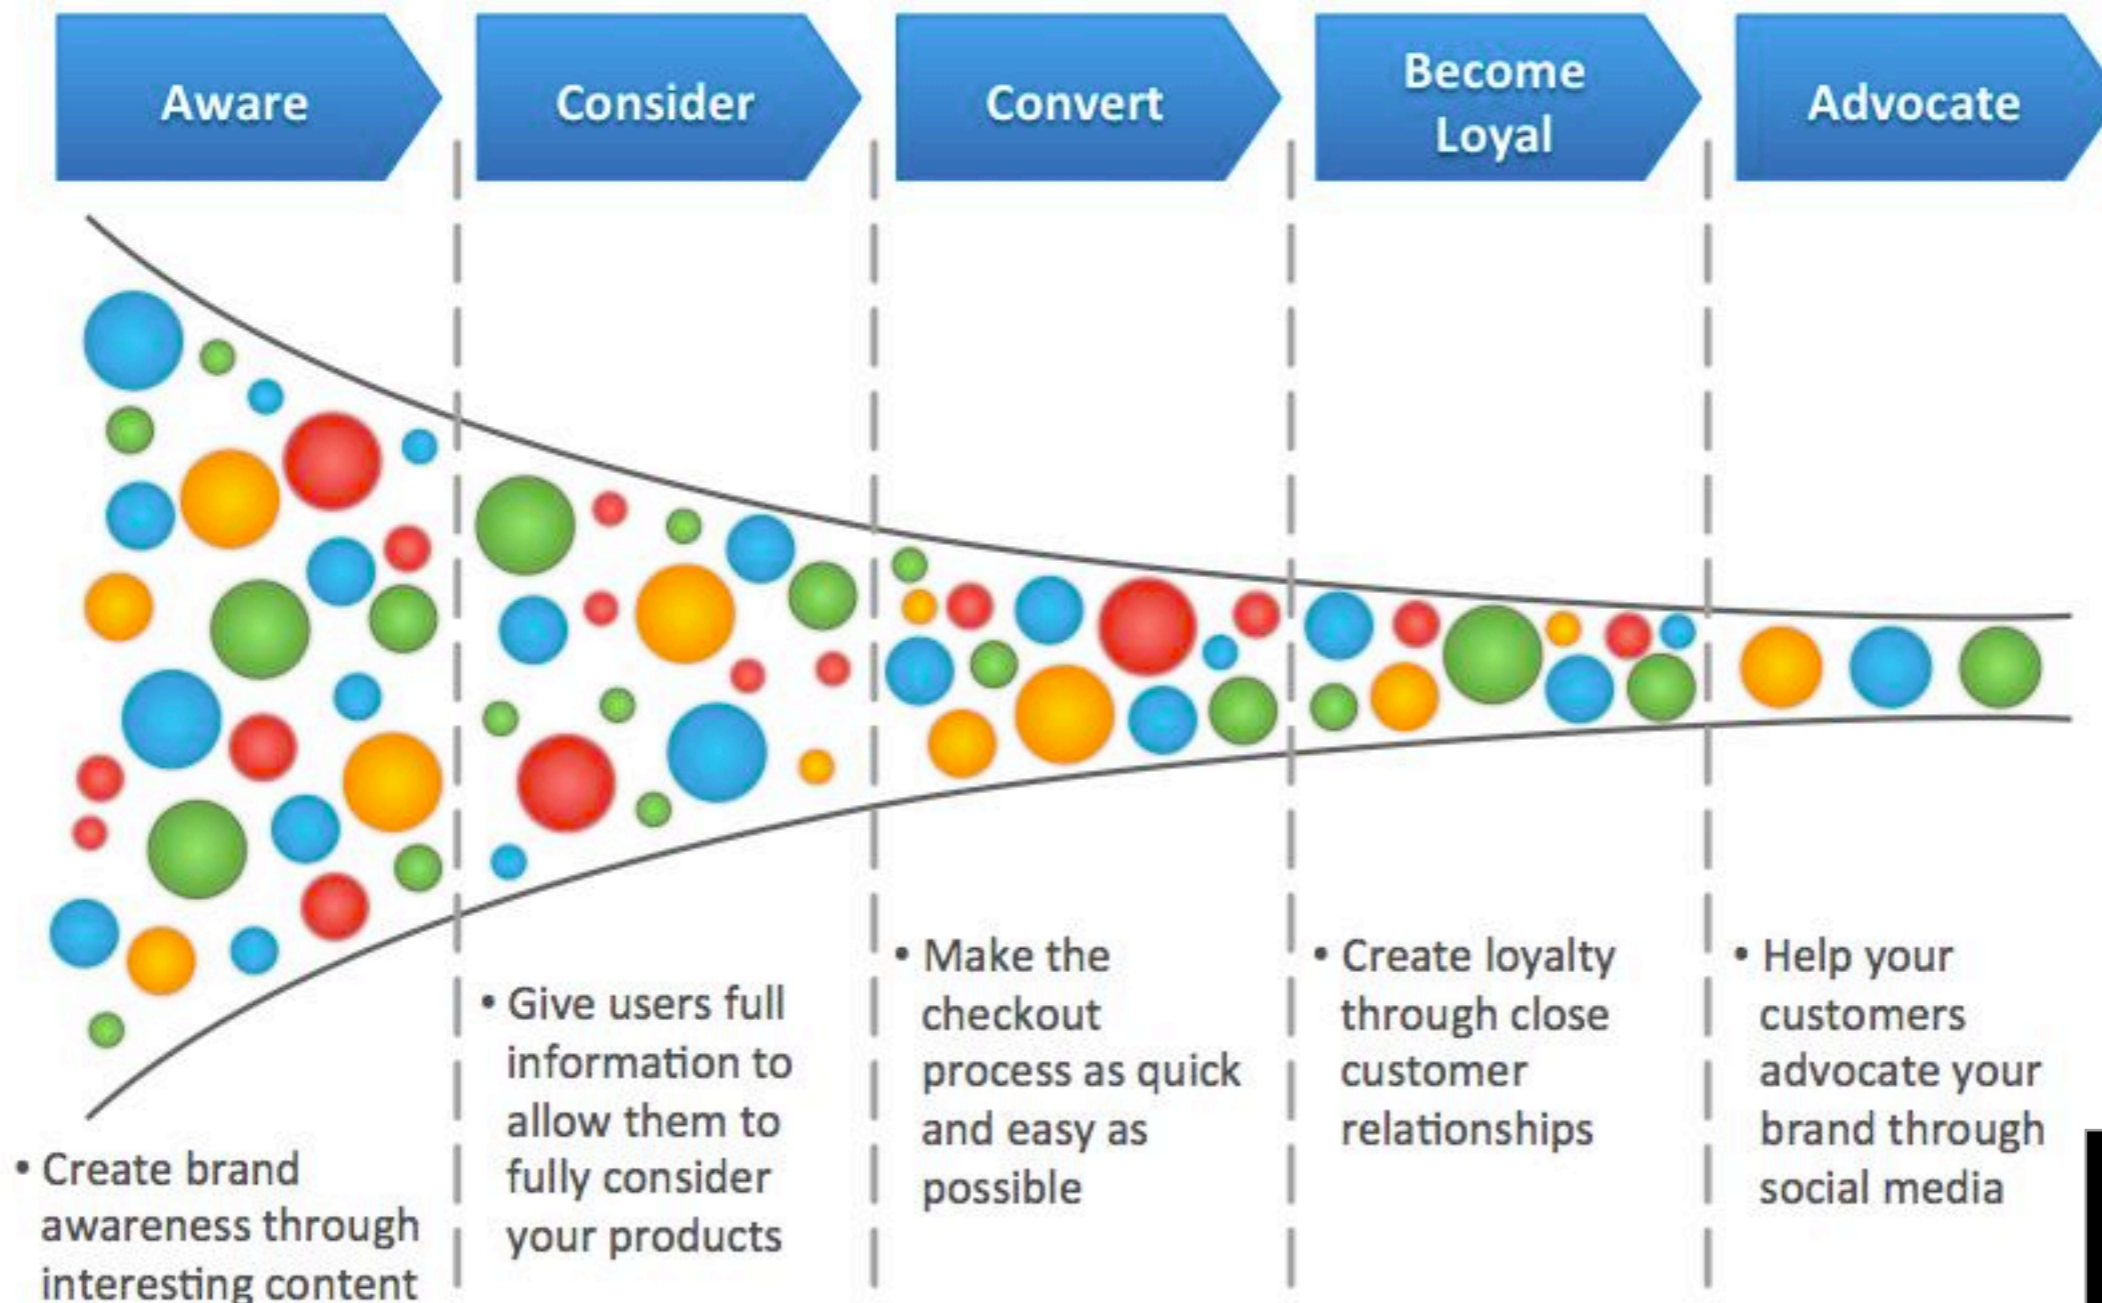 Aware
Consider
Convert
Become
Loyal
Advocate
• Create brand
awareness through
interesting content
• Give users full
information to
allow them to
fully consider
your products
• Make the
checkout
process as quick
and easy as
possible
• Create loyalty
through close
customer
relationships
• Help your
customers
advocate your
brand through
social media